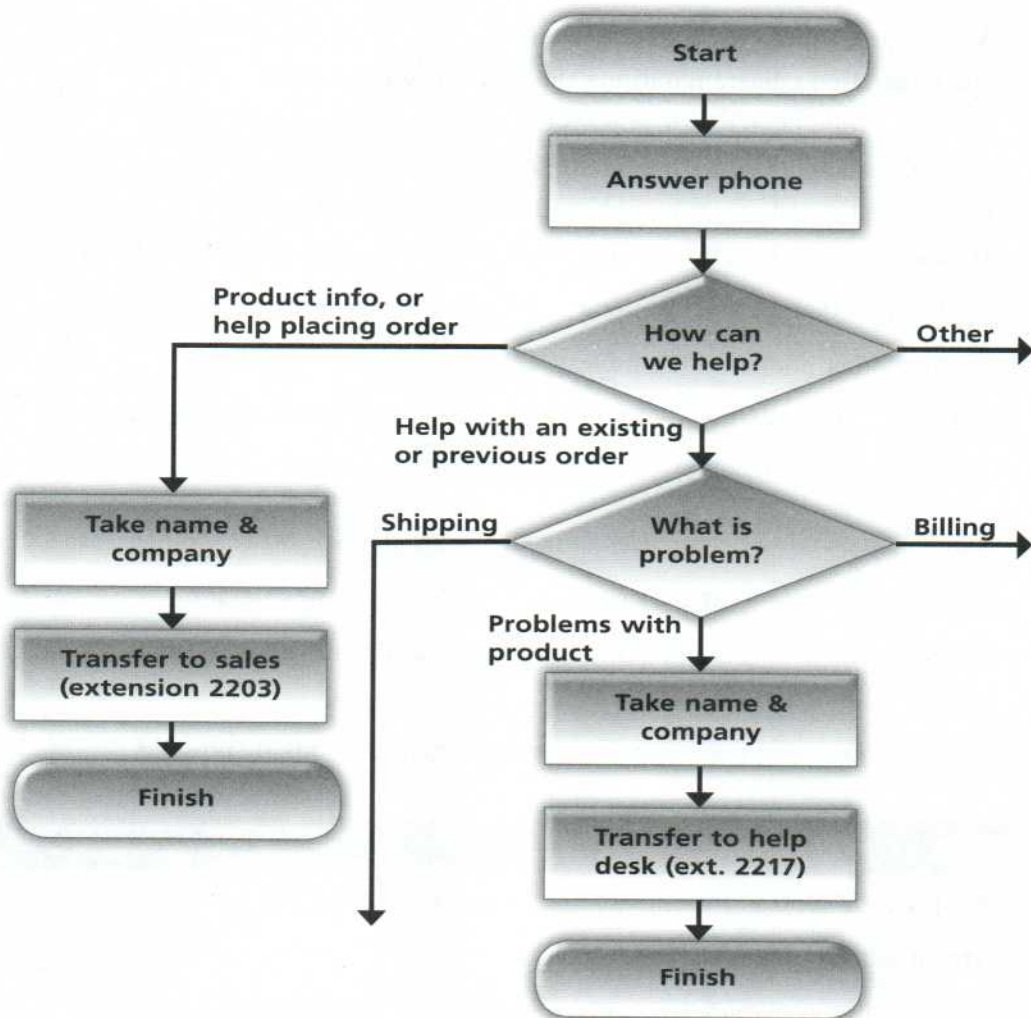 Start
Answer phone
Product info, or
help placing order
How can
we help?
Other
Help with an existing
or previous order
Take name &
company
Shipping
What is
problem?
Billing
Problems with
product
Transfer to sales
(extension 2203)
Take name &
company
Finish
Transfer to help
desk (ext. 2217)
Finish